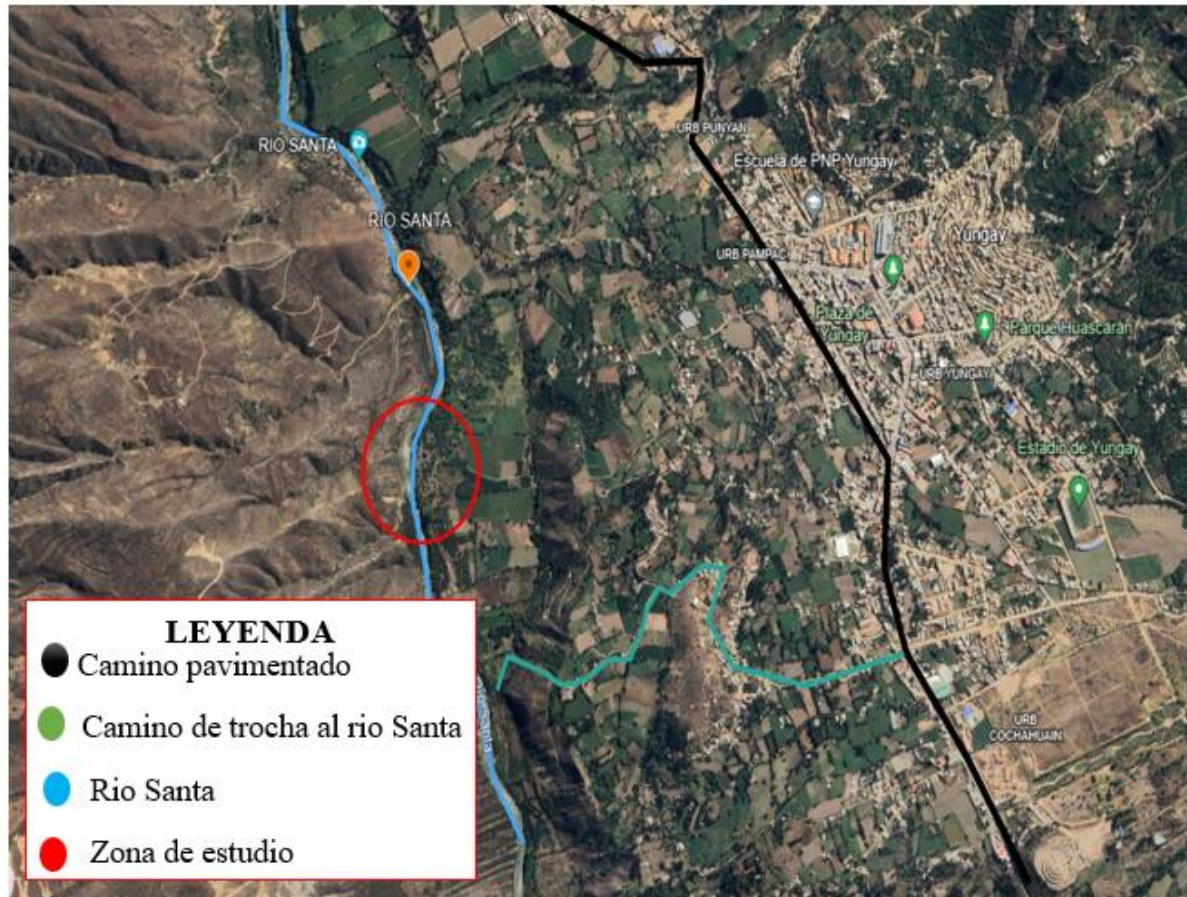 URB PUNYAN
RIO SANTA
Escuela de PNP Yungay
RIO SANTA
Yungay
URB PAMPAC
Plaza de
Yungay
Parque Huascarán
URB YUNGAY
Estadio de Yungay
LEYENDA
Camino pavimentado
Camino de trocha al rio Santa
Rio Santa
Zona de estudio
URB
COCHAHUAIN